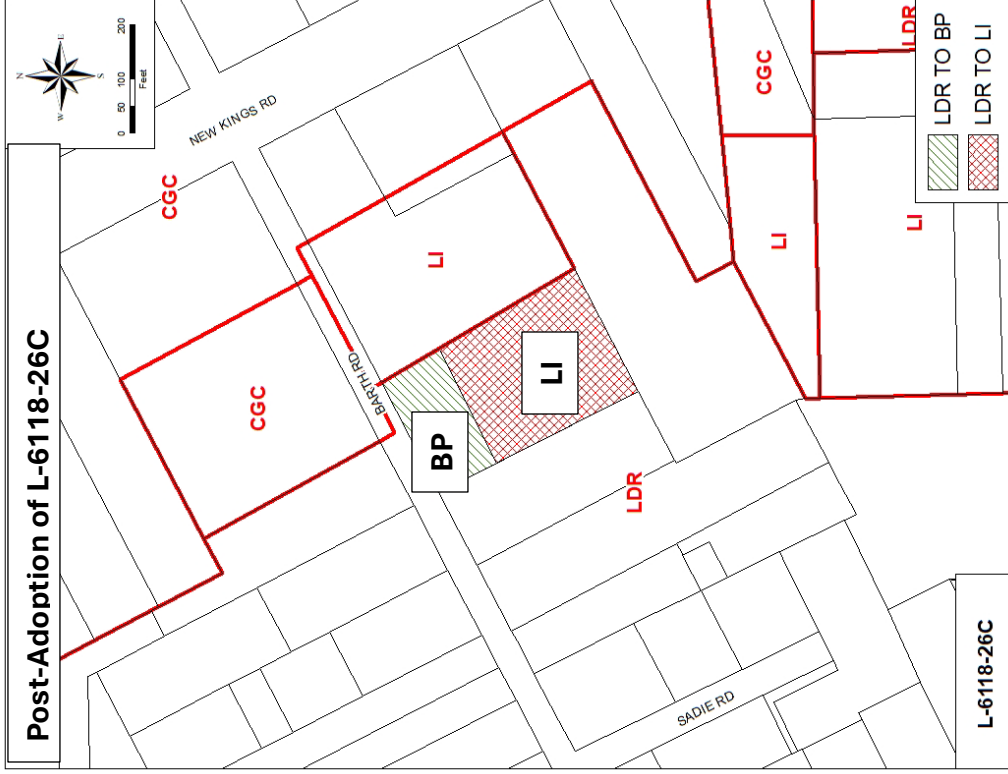 Post-Adoption of L-6118-26C
N
W
E
S
0 50 100 200
Feet
NEW KINGS RD
CGC
CGC
BARTH RD
LI
BP
LI
LDR
SADIE RD
CGC
LDR
LI
LI
LDR TO BP
LDR TO LI
L-6118-26C